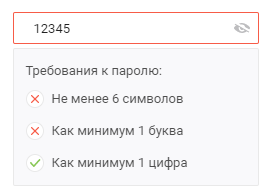 12345
Требования к паролю:
Не менее 6 символов
Как минимум 1 буква
Как минимум 1 цифра